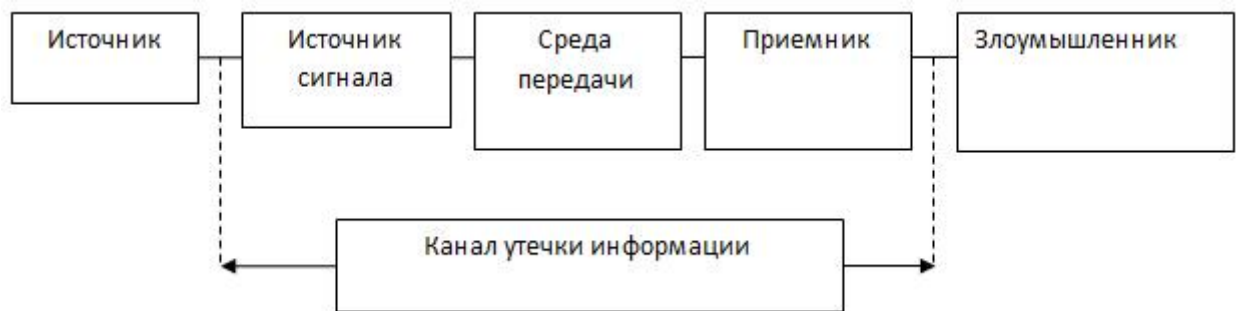 Источник
Источник
сигнала
Среда
передачи
Приемник
Злоумышленник
Канал утечки информации